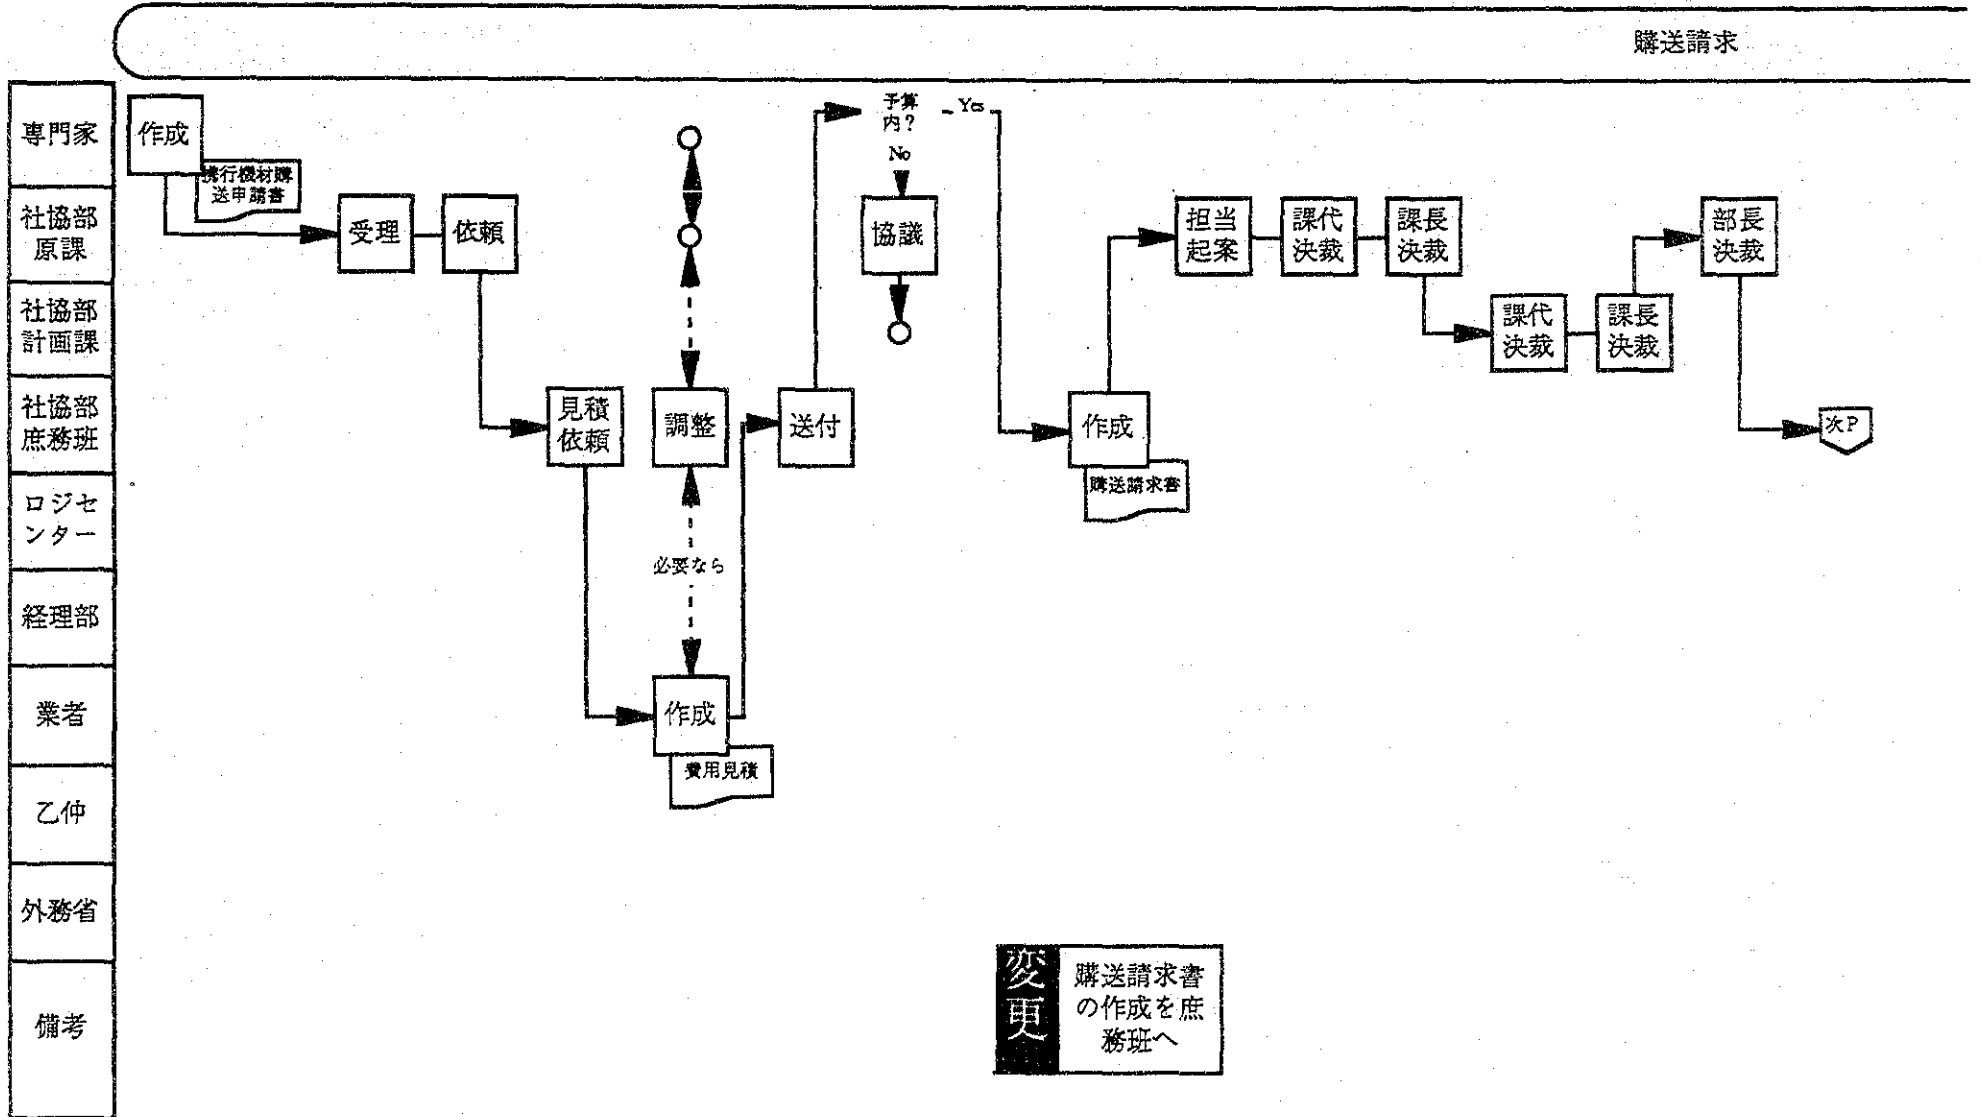 購送請求
専門家
社協部
原課
社協部
計画課
社協部
庶務班
ロジセ
ンター
経理部
業者
乙仲
外務省
備考
作成
携行機材購
送申請書
受理
依頼
見積
依頼
調整
必要なら
作成
費用見積
送付
予算
内?
Yes
No
協議
作成
購送請求書
担当
起案
課代
決裁
課長
決裁
課代
決裁
課長
決裁
部長
決裁
次P
変更
購送請求書
の作成を庶
務班へ